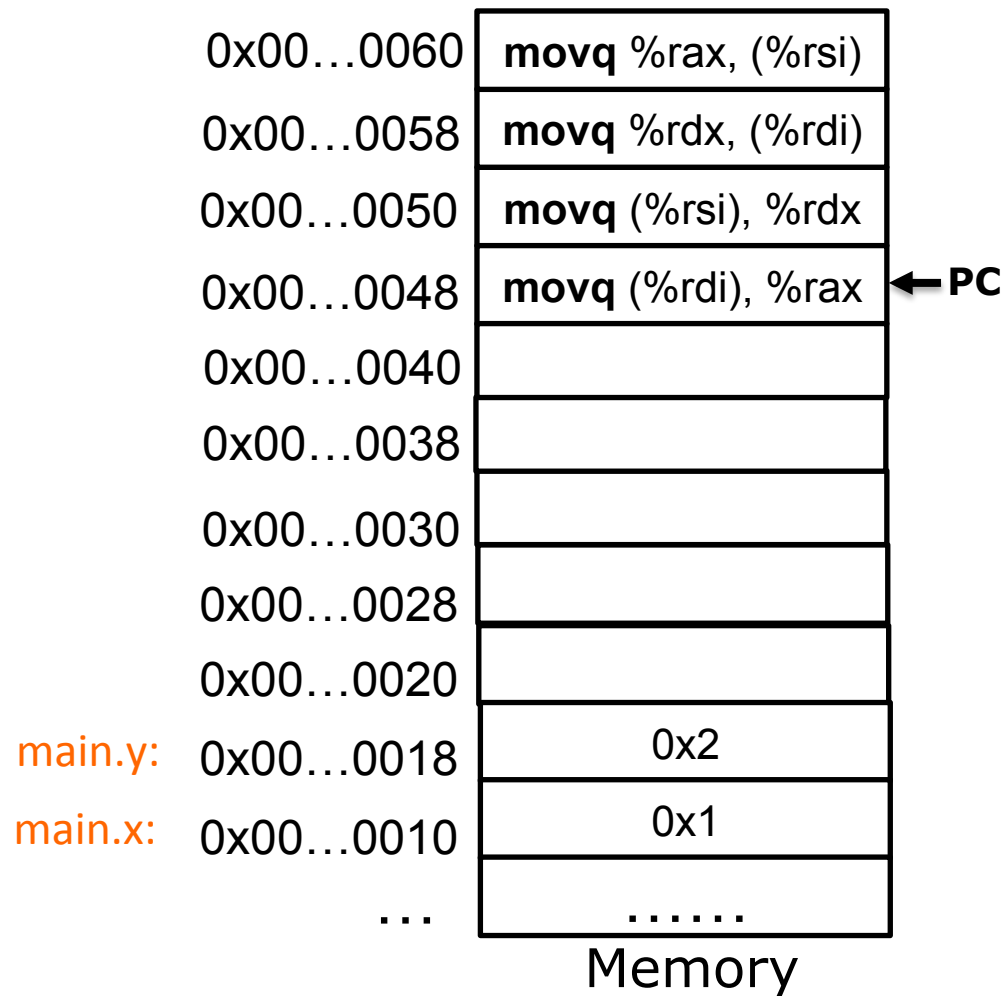 0x00…0060 movq %rax, (%rsi)
0x00…0058 movq %rdx, (%rdi)
0x00…0050 movq (%rsi), %rdx
0x00…0048 movq (%rdi), %rax PC
0x00…0040
0x00…0038
0x00…0030
0x00…0028
0x00…0020
main.y: 0x00…0018 0x2
main.x: 0x00…0010 0x1
… ……
Memory